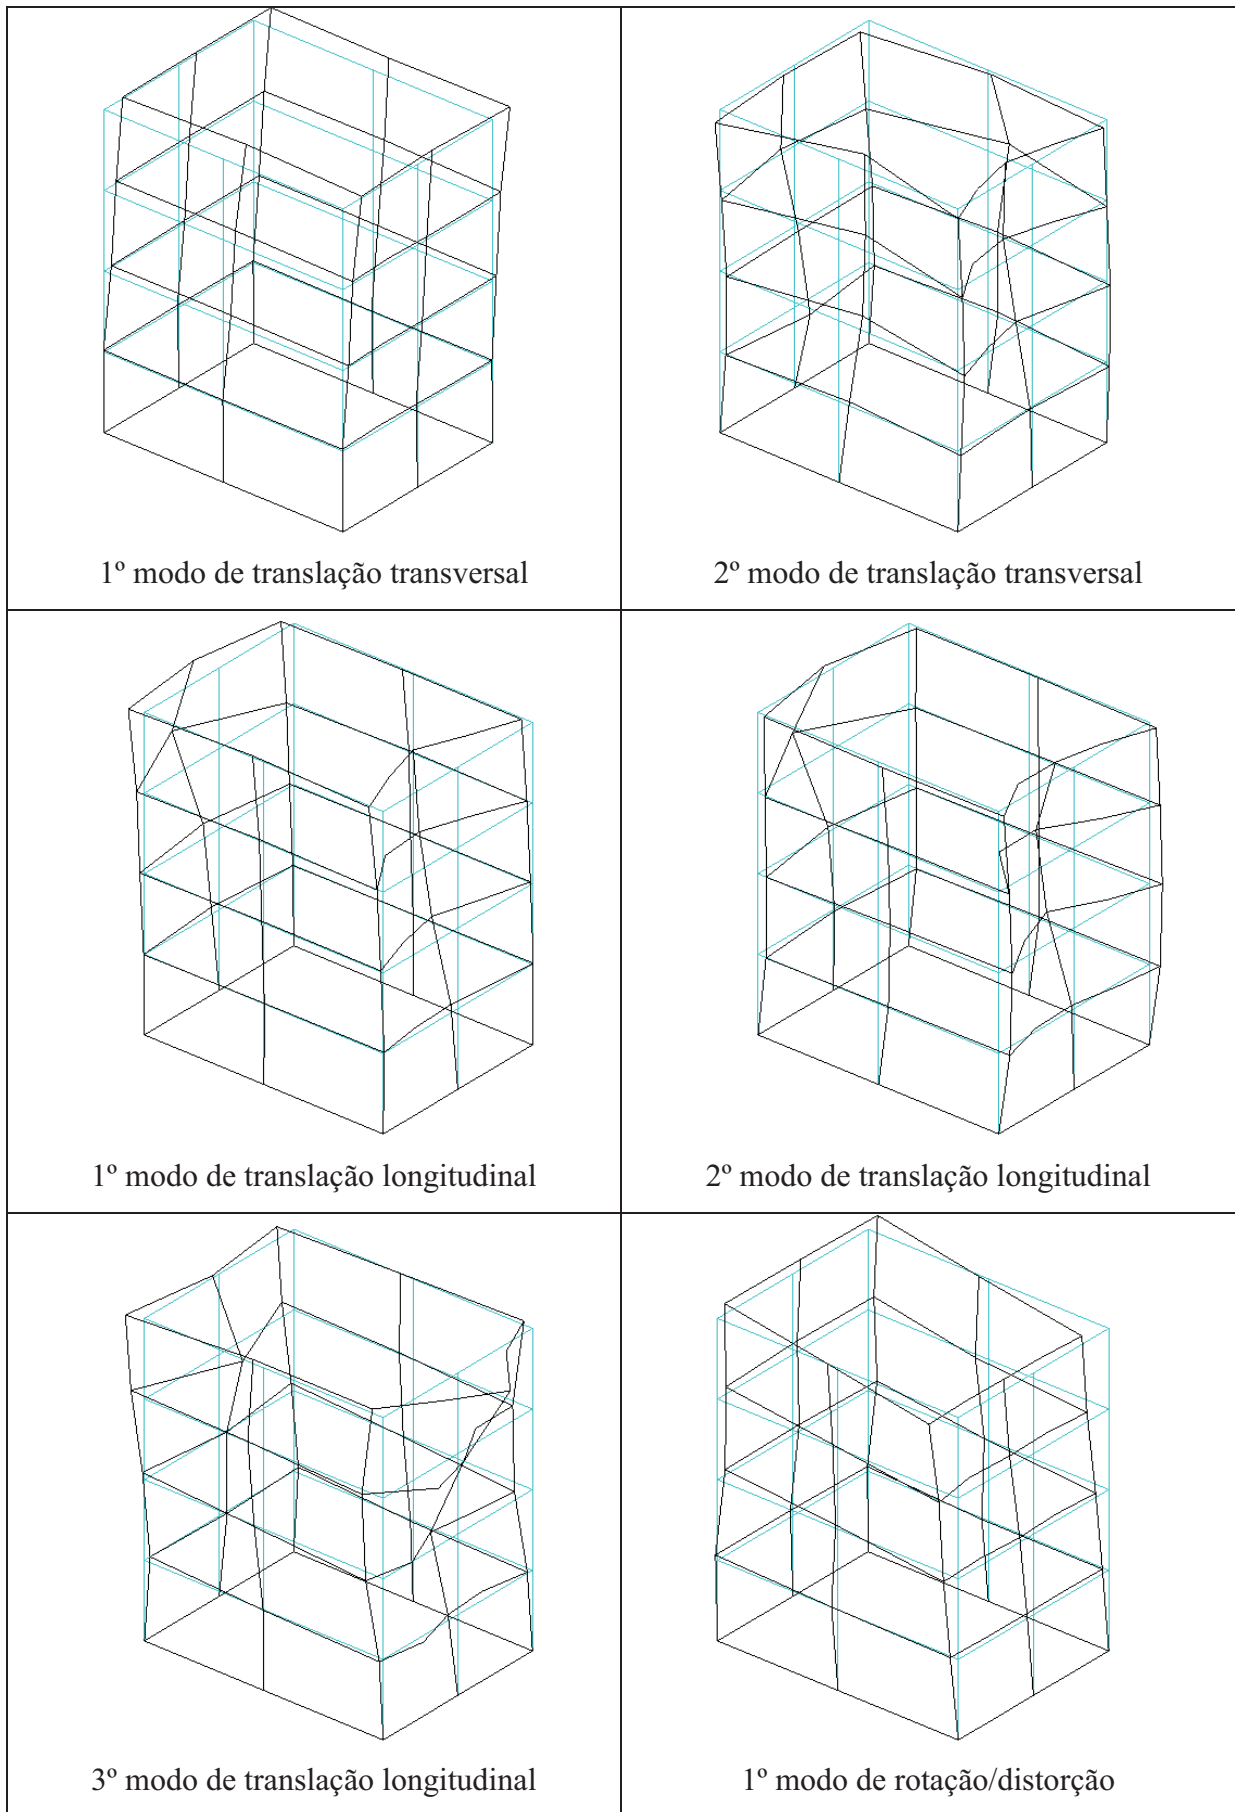 1º modo de translação transversal
2º modo de translação transversal
1º modo de translação longitudinal
2º modo de translação longitudinal
3º modo de translação longitudinal
1º modo de rotação/distorção